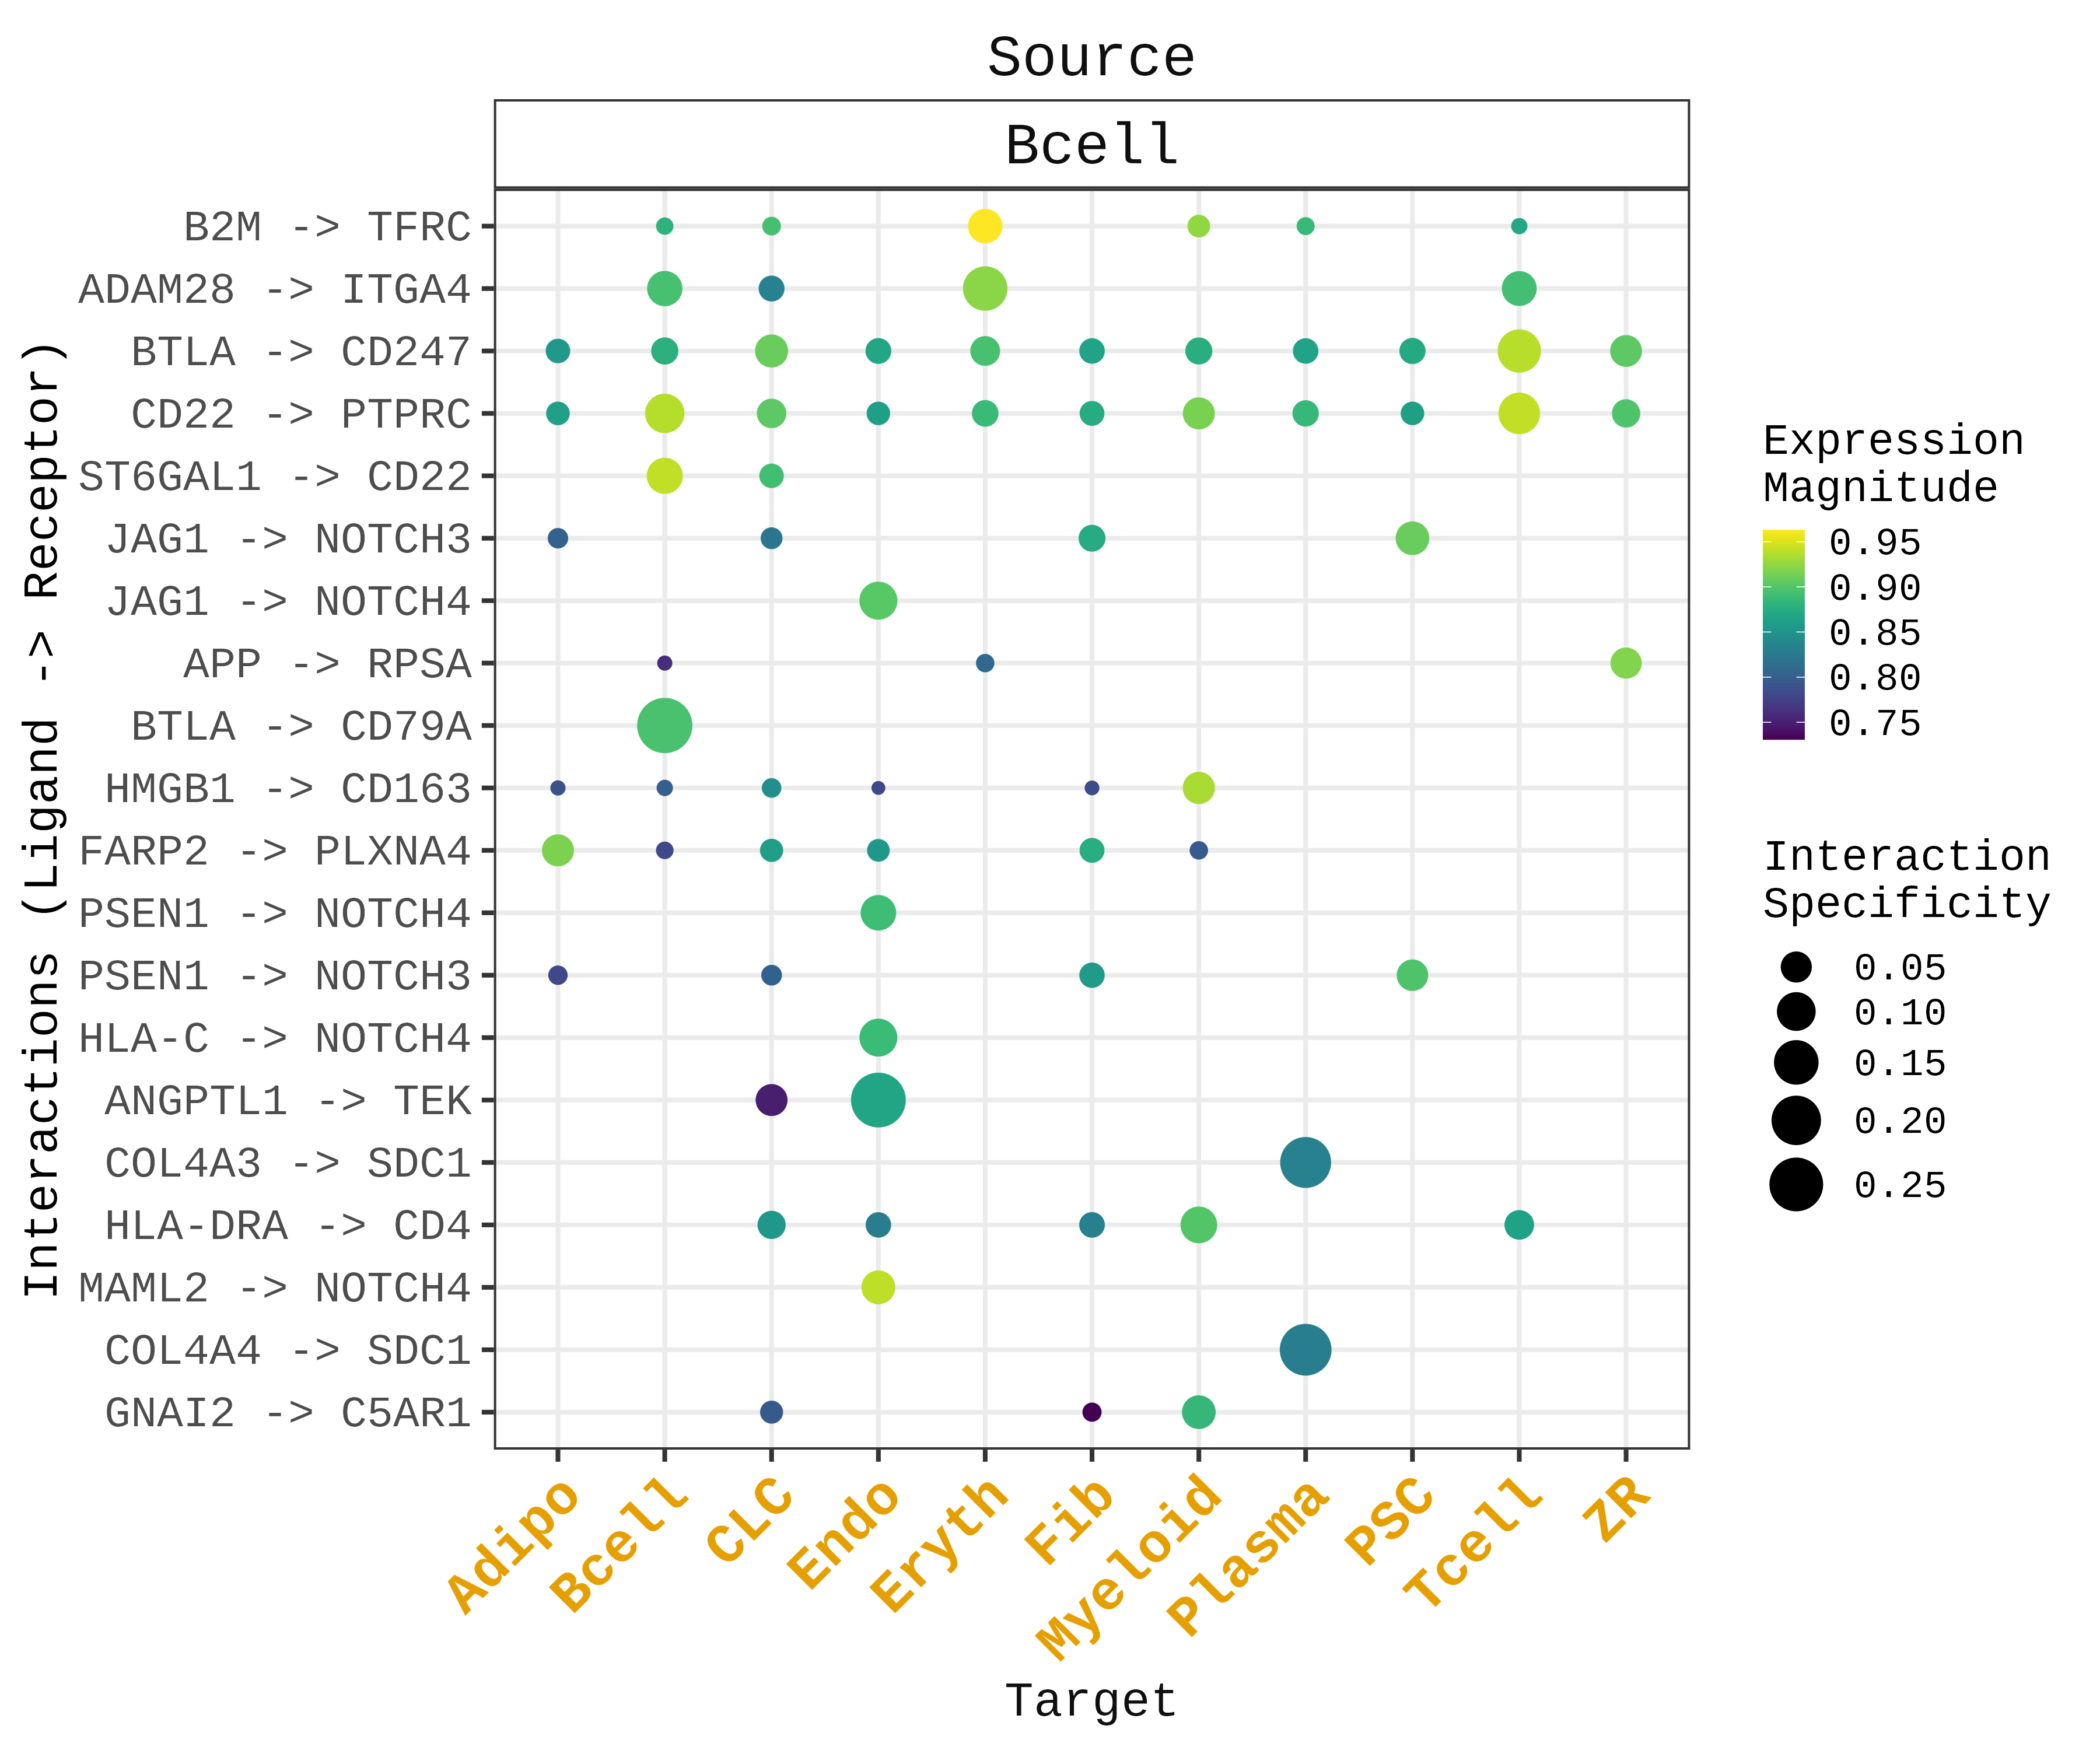 Source
Bcell
Interactions (Ligand -> Receptor)
B2M -> TFRC
ADAM28 -> ITGA4
BTLA -> CD247
CD22 -> PTPRC
ST6GAL1 -> CD22
JAG1 -> NOTCH3
JAG1 -> NOTCH4
APP -> RPSA
BTLA -> CD79A
HMGB1 -> CD163
FARP2 -> PLXNA4
PSEN1 -> NOTCH4
PSEN1 -> NOTCH3
HLA-C -> NOTCH4
ANGPTL1 -> TEK
COL4A3 -> SDC1
HLA-DRA -> CD4
MAML2 -> NOTCH4
COL4A4 -> SDC1
GNAI2 -> C5AR1
Adipo
Bcell
CLC
Endo
Eryth
Fib
Myeloid
Plasma
PSC
Tcell
ZR
Target
Expression
Magnitude
0.95
0.90
0.85
0.80
0.75
Interaction
Specificity
0.05
0.10
0.15
0.20
0.25